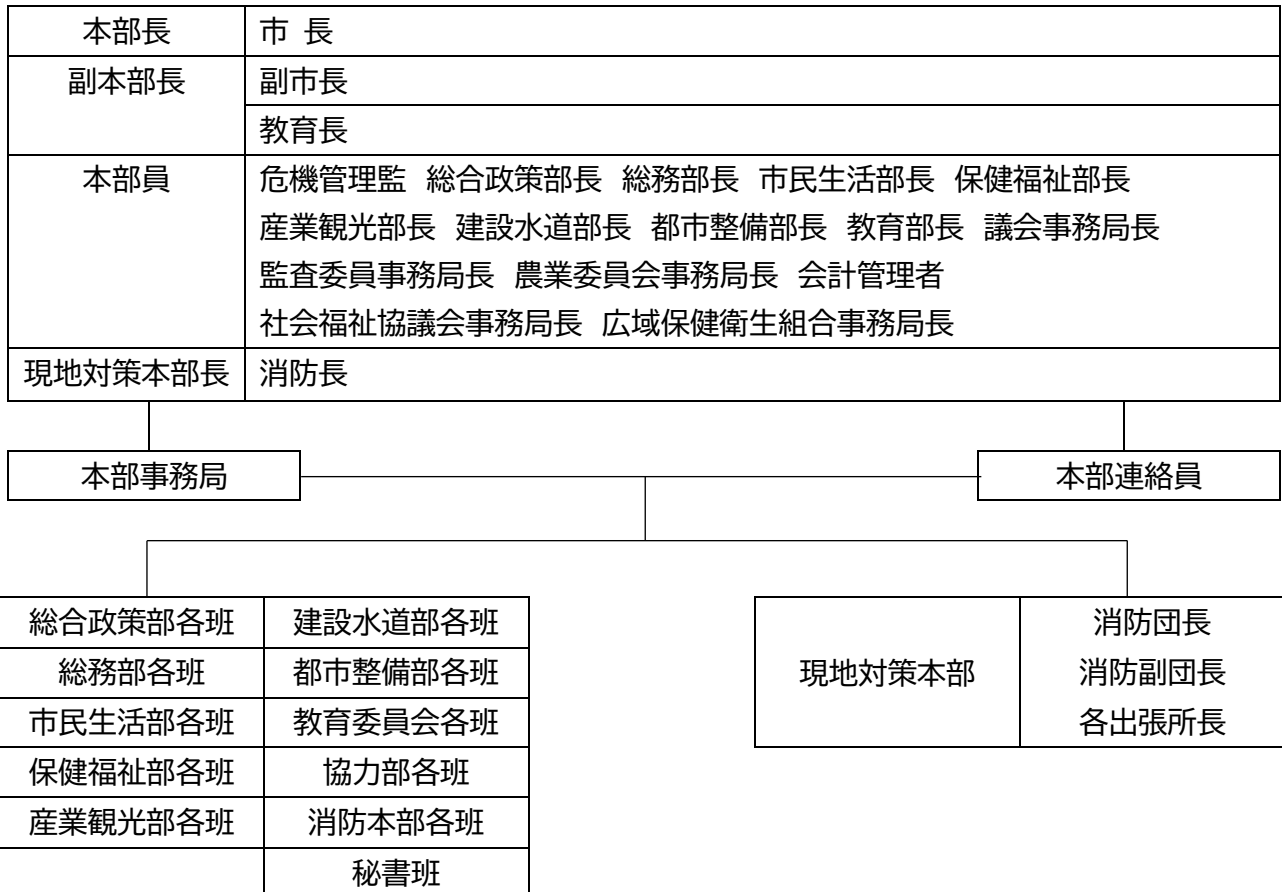 本部長 市 長
副本部長 副市長
教育長
本部員 危機管理監 総合政策部長 総務部長 市民生活部長 保健福祉部長
産業観光部長 建設水道部長 都市整備部長 教育部長 議会事務局長
監査委員事務局長 農業委員会事務局長 会計管理者
社会福祉協議会事務局長 広域保健衛生組合事務局長
現地対策本部長 消防長
本部事務局 本部連絡員
総合政策部各班 建設水道部各班
総務部各班 都市整備部各班
市民生活部各班 教育委員会各班
保健福祉部各班 協力部各班
産業観光部各班 消防本部各班
秘書班
現地対策本部
消防団長
消防副団長
各出張所長